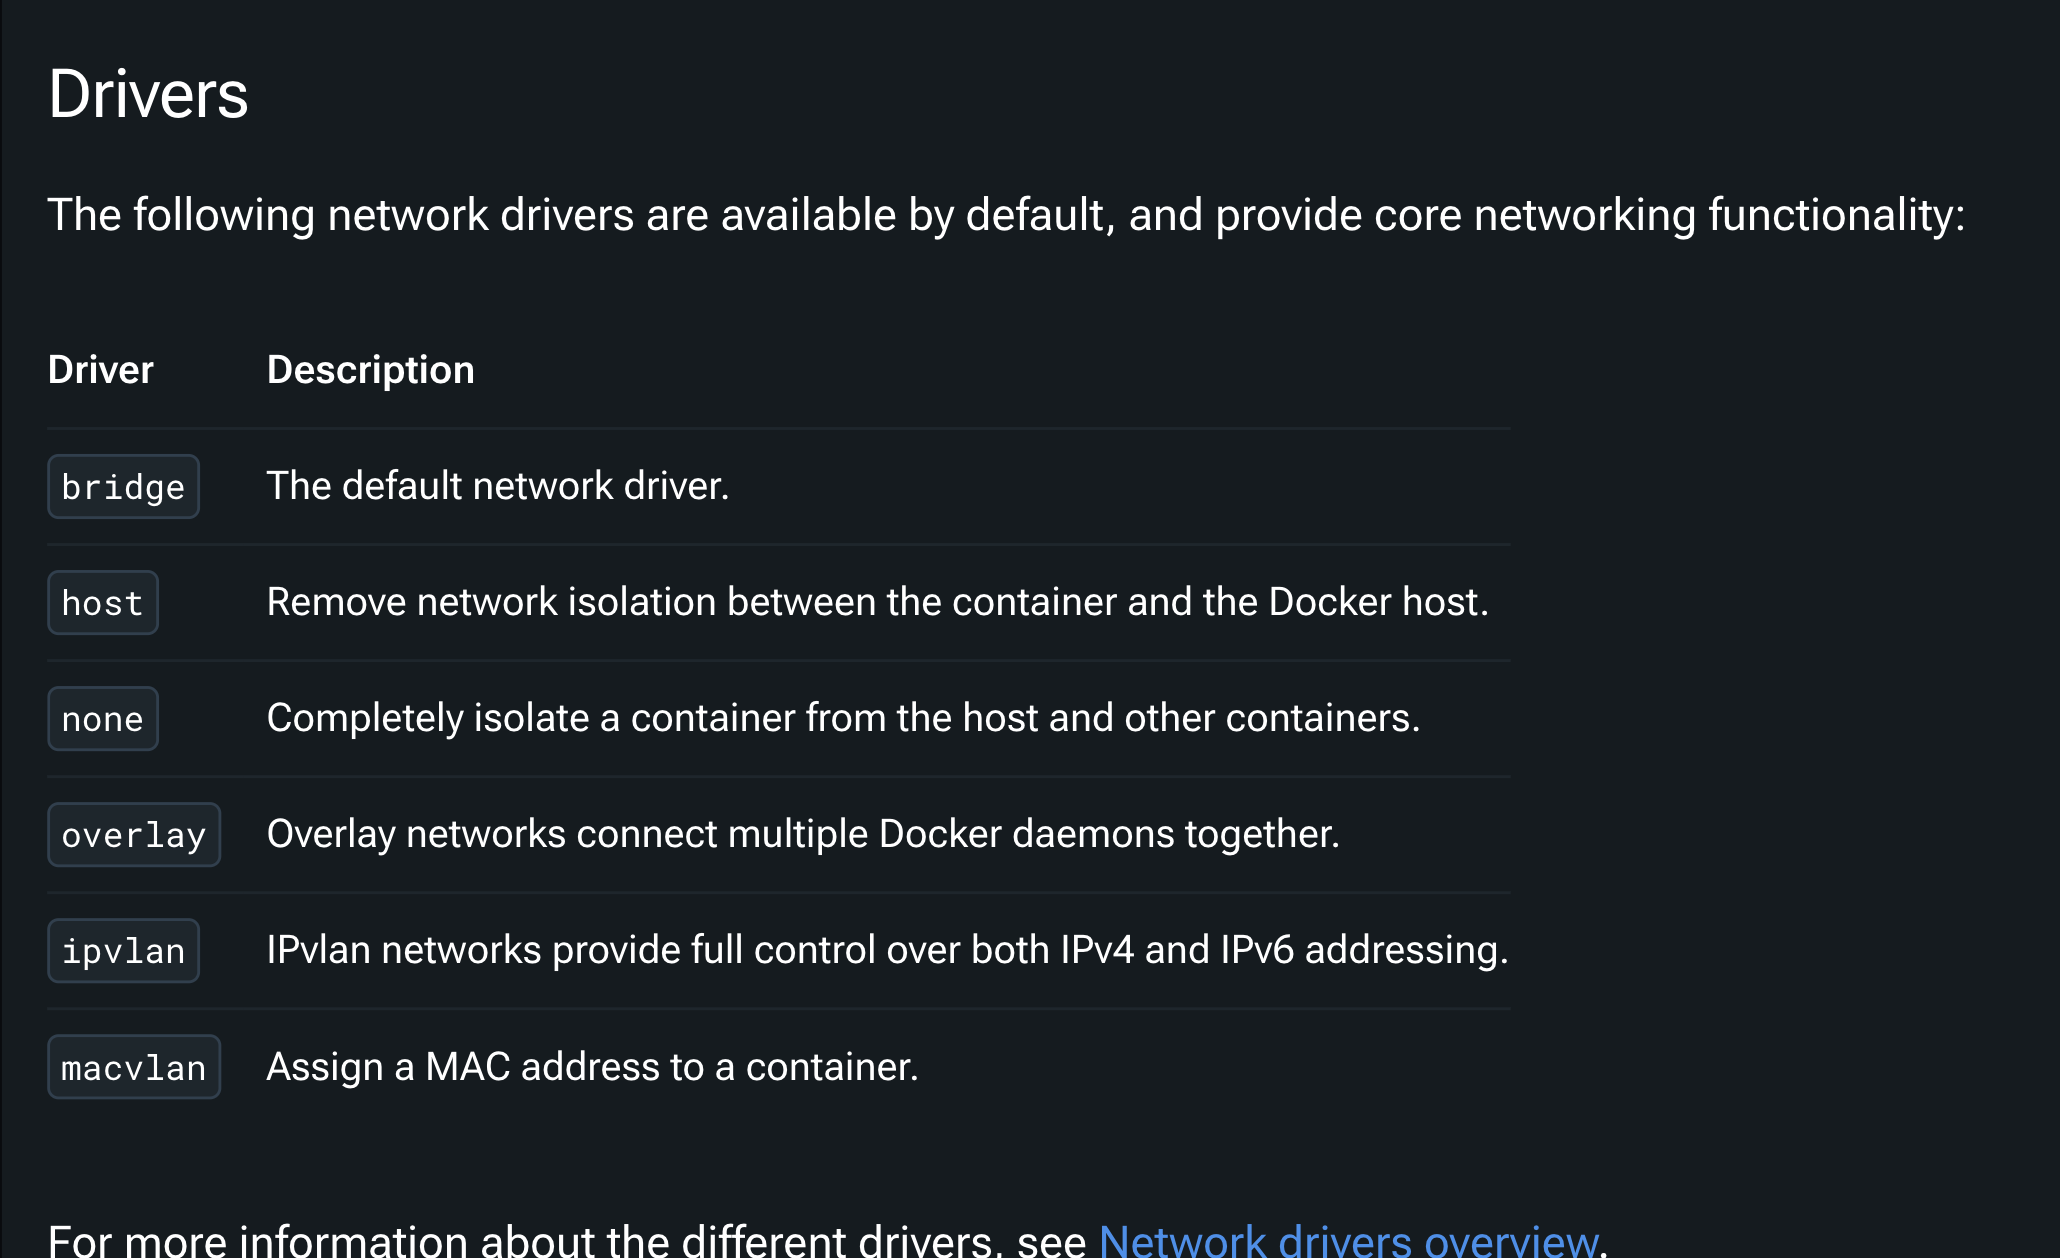 Drivers
The following network drivers are available by default, and provide core networking functionality:
Driver Description
bridge The default network driver.
host Remove network isolation between the container and the Docker host.
none Completely isolate a container from the host and other containers.
overlay Overlay networks connect multiple Docker daemons together.
ipvlan IPvlan networks provide full control over both IPv4 and IPv6 addressing.
macvlan Assign a MAC address to a container.
For more information about the different drivers, see Network drivers overview.